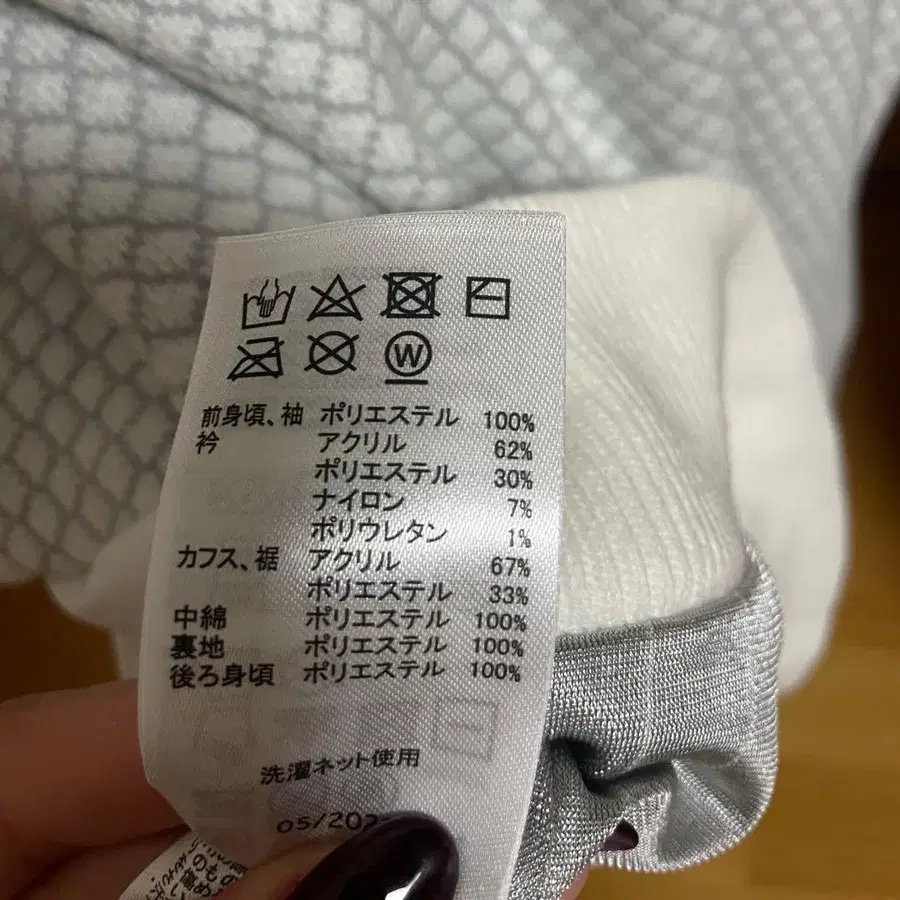 W
前身頃、袖 ポリエステル 100%
衿 アクリル 62%
ポリエステル 30%
ナイロン 7%
ポリウレタン 1%
カフス、裾 アクリル 67%
ポリエステル 33%
中綿 ポリエステル 100%
裏地 ポリエステル 100%
後ろ身頃 ポリエステル 100%
洗濯ネット使用
05/202